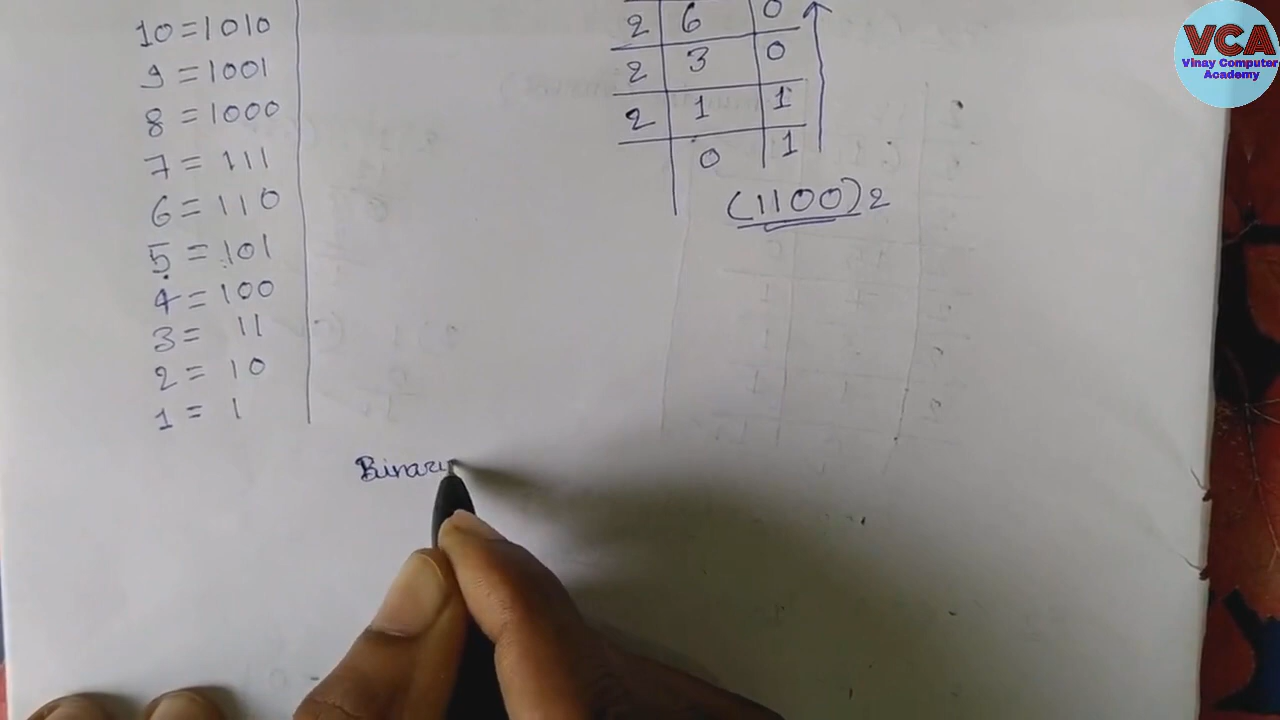 10=1010
9=1001
8=1000
7=111
6=110
5=101
4=100
3=11
2=10
1=1
2 6 0
2 3 0
2 1 1
0 1
(1100)2
Binary
VCA
Vinay Computer
Academy